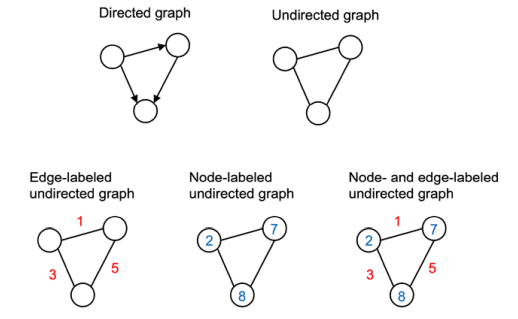 Directed graph
Undirected graph
Edge-labeled
undirected graph
1
3
5
Node-labeled
undirected graph
2
7
8
Node- and edge-labeled
undirected graph
1
2
7
3
5
8